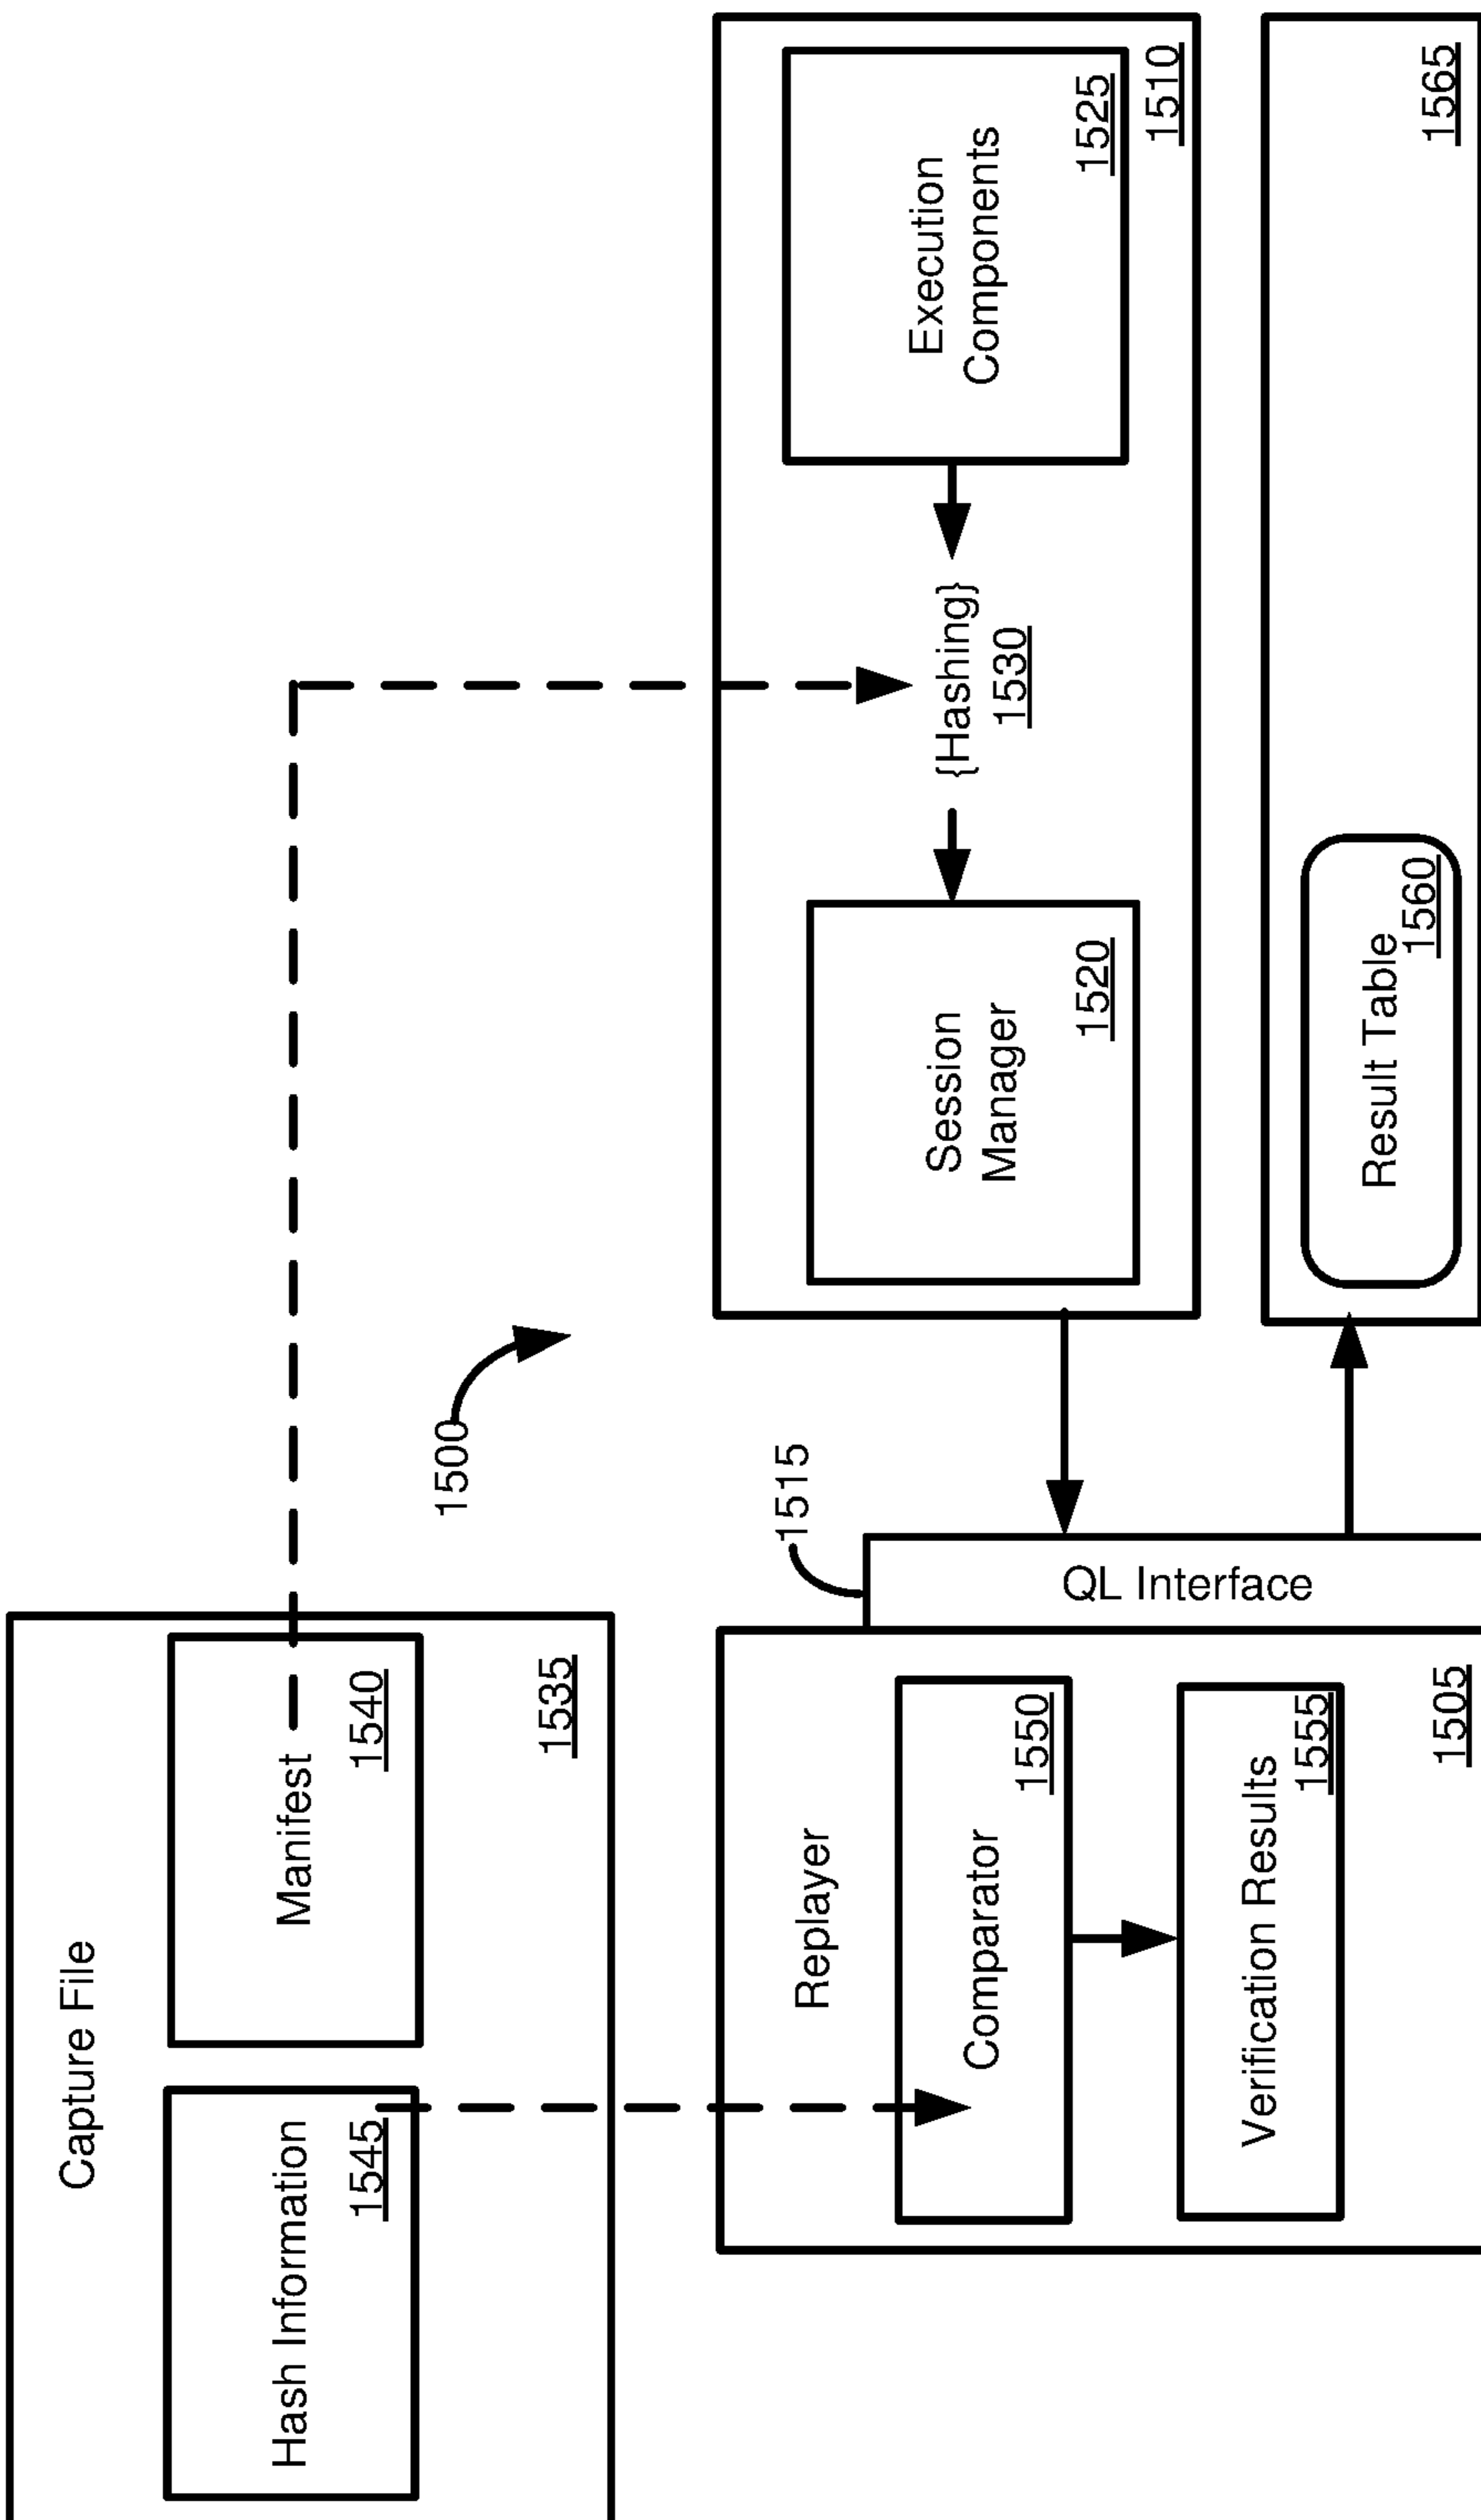 Capture File
Hash Information
1545
Manifest
1540
1535
1500
Replayer
Comparator
1550
Verification Results
1555
1505
1515
QL Interface
Session
Manager
1520
{Hashing}
1530
Execution
Components
1525
1510
Result Table
1560
1565